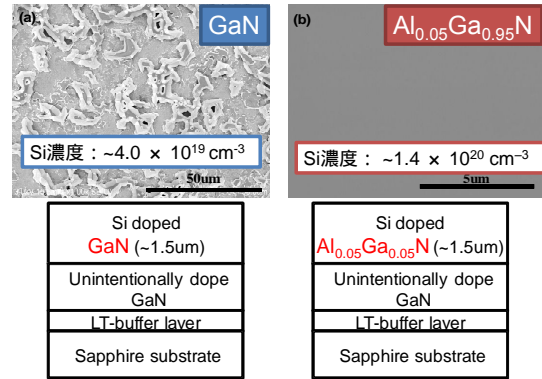 (a)
GaN
Si濃度：~4.0 × 10¹⁹ cm⁻³
50um
(b)
Al₀.₀₅Ga₀.₉₅N
Si濃度： ~1.4 × 10²⁰ cm⁻³
5um
Si doped
GaN (~1.5um)
Unintentionally dope
GaN
LT-buffer layer
Sapphire substrate
Si doped
Al₀.₀₅Ga₀.₀₅N (~1.5um)
Unintentionally dope
GaN
LT-buffer layer
Sapphire substrate